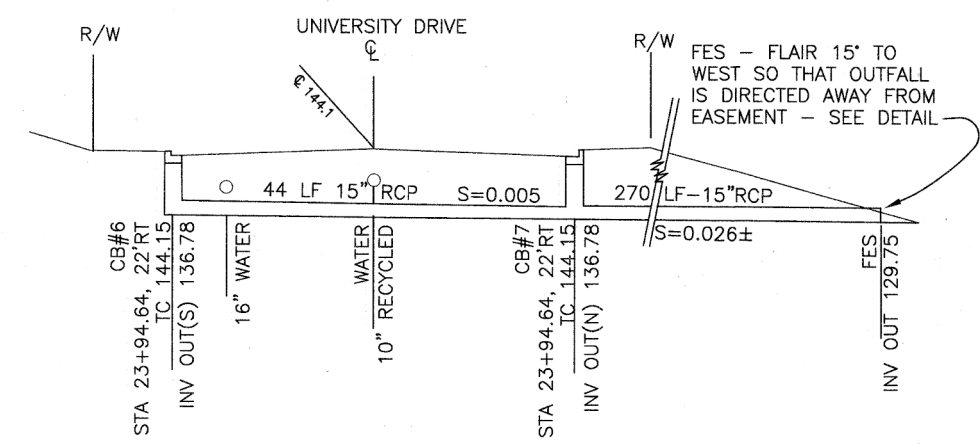 UNIVERSITY DRIVE
℄
R/W
R/W
℄ 144.1
FES – FLAIR 15° TO
WEST SO THAT OUTFALL
IS DIRECTED AWAY FROM
EASEMENT – SEE DETAIL
44 LF 15" RCP S=0.005
270 LF–15"RCP
S=0.026±
CB#6
STA 23+94.64, 22'RT
TC 144.15
INV OUT(S) 136.78
16" WATER
WATER
10" RECYCLED
CB#7
STA 23+94.64, 22'RT
TC 144.15
INV OUT(N) 136.78
FES
INV OUT 129.75